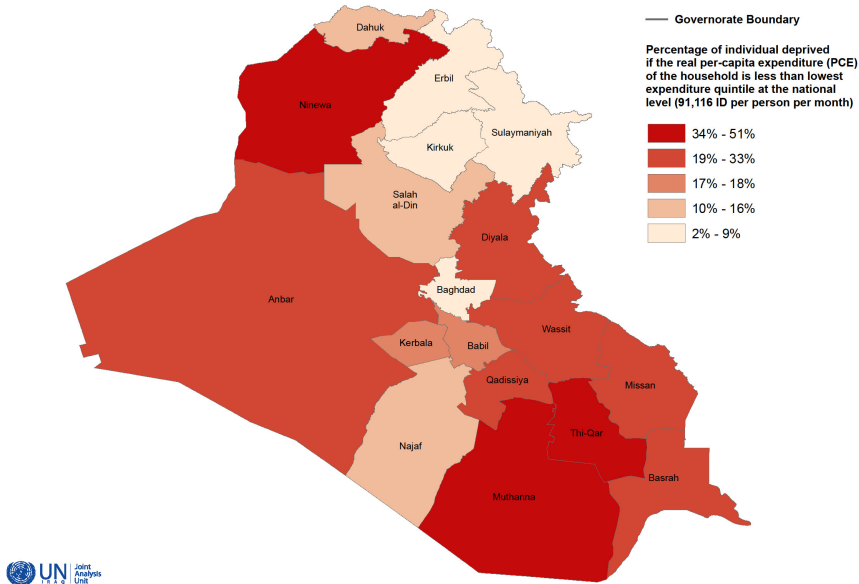 Governorate Boundary
Percentage of individual deprived
if the real per-capita expenditure (PCE)
of the household is less than lowest
expenditure quintile at the national
level (91,116 ID per person per month)
34% - 51%
19% - 33%
17% - 18%
10% - 16%
2% - 9%
Dahuk
Erbil
Ninewa
Sulaymaniyah
Kirkuk
Salah
al-Din
Diyala
Baghdad
Anbar
Wassit
Kerbala
Babil
Qadissiya
Missan
Thi-Qar
Najaf
Basrah
Muthanna
UN
IRAQ
Joint
Analysis
Unit